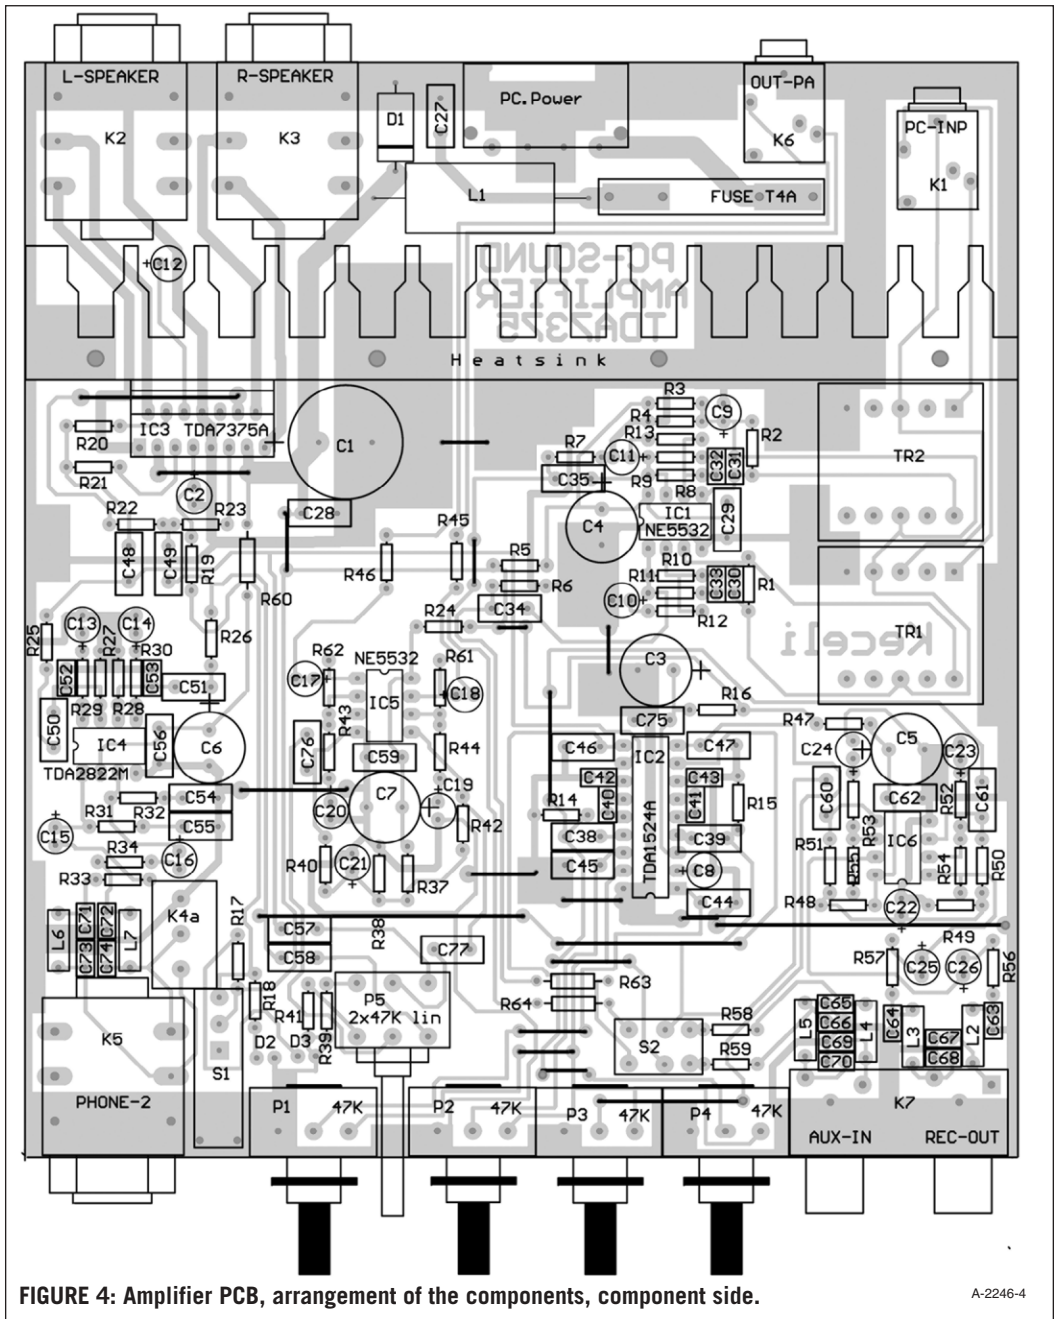 L-SPEAKER
R-SPEAKER
PC.Power
OUT-PA
PC-INP
K2
K3
D1
C27
K6
K1
L1
FUSE T4A
C12
PC-SOUND
AMPLIFIER
TDA7375
Heatsink
IC3 TDA7375A
R20
R21
C1
R3
R4
R13
C9
R2
R7
C11
R9
C35
R8
C32
C31
TR2
C2
R22
R23
C28
C4
IC1
NE5532
C29
C48
C49
R19
R60
R45
R46
R5
R6
C34
R10
R11
C10
R12
C33
C30
R1
R25
C13
C14
R27
R30
R26
R24
Keceli
TR1
C52
C53
R29
R28
C51
R62
NE5532
R61
C17
IC5
C18
C3
C50
IC4
TDA2822M
C56
C6
C76
R43
C59
R44
C75
R16
C46
IC2
C47
R47
C24
C5
C23
R31
R32
C54
C55
C20
C7
C19
R42
C42
C43
C40
C41
R14
R15
C60
C62
R52
C61
C15
R34
R33
C16
R40
C21
R37
R38
C38
C45
TDA1524A
C39
C8
C44
R53
R51
R55
IC6
R54
R50
R48
C22
R49
L6
C71
C72
C73
C74
L7
K4a
R17
C57
C58
C77
R57
C25
C26
R56
R18
R41
R39
D2
D3
P5
2x47K lin
R63
R64
S2
R58
R59
L5
C65
C66
C69
C70
L4
C64
L3
C67
C68
L2
C63
K5
S1
PHONE-2
P1 47K
P2 47K
P3 47K
P4 47K
K7
AUX-IN
REC-OUT
FIGURE 4: Amplifier PCB, arrangement of the components, component side.
A-2246-4